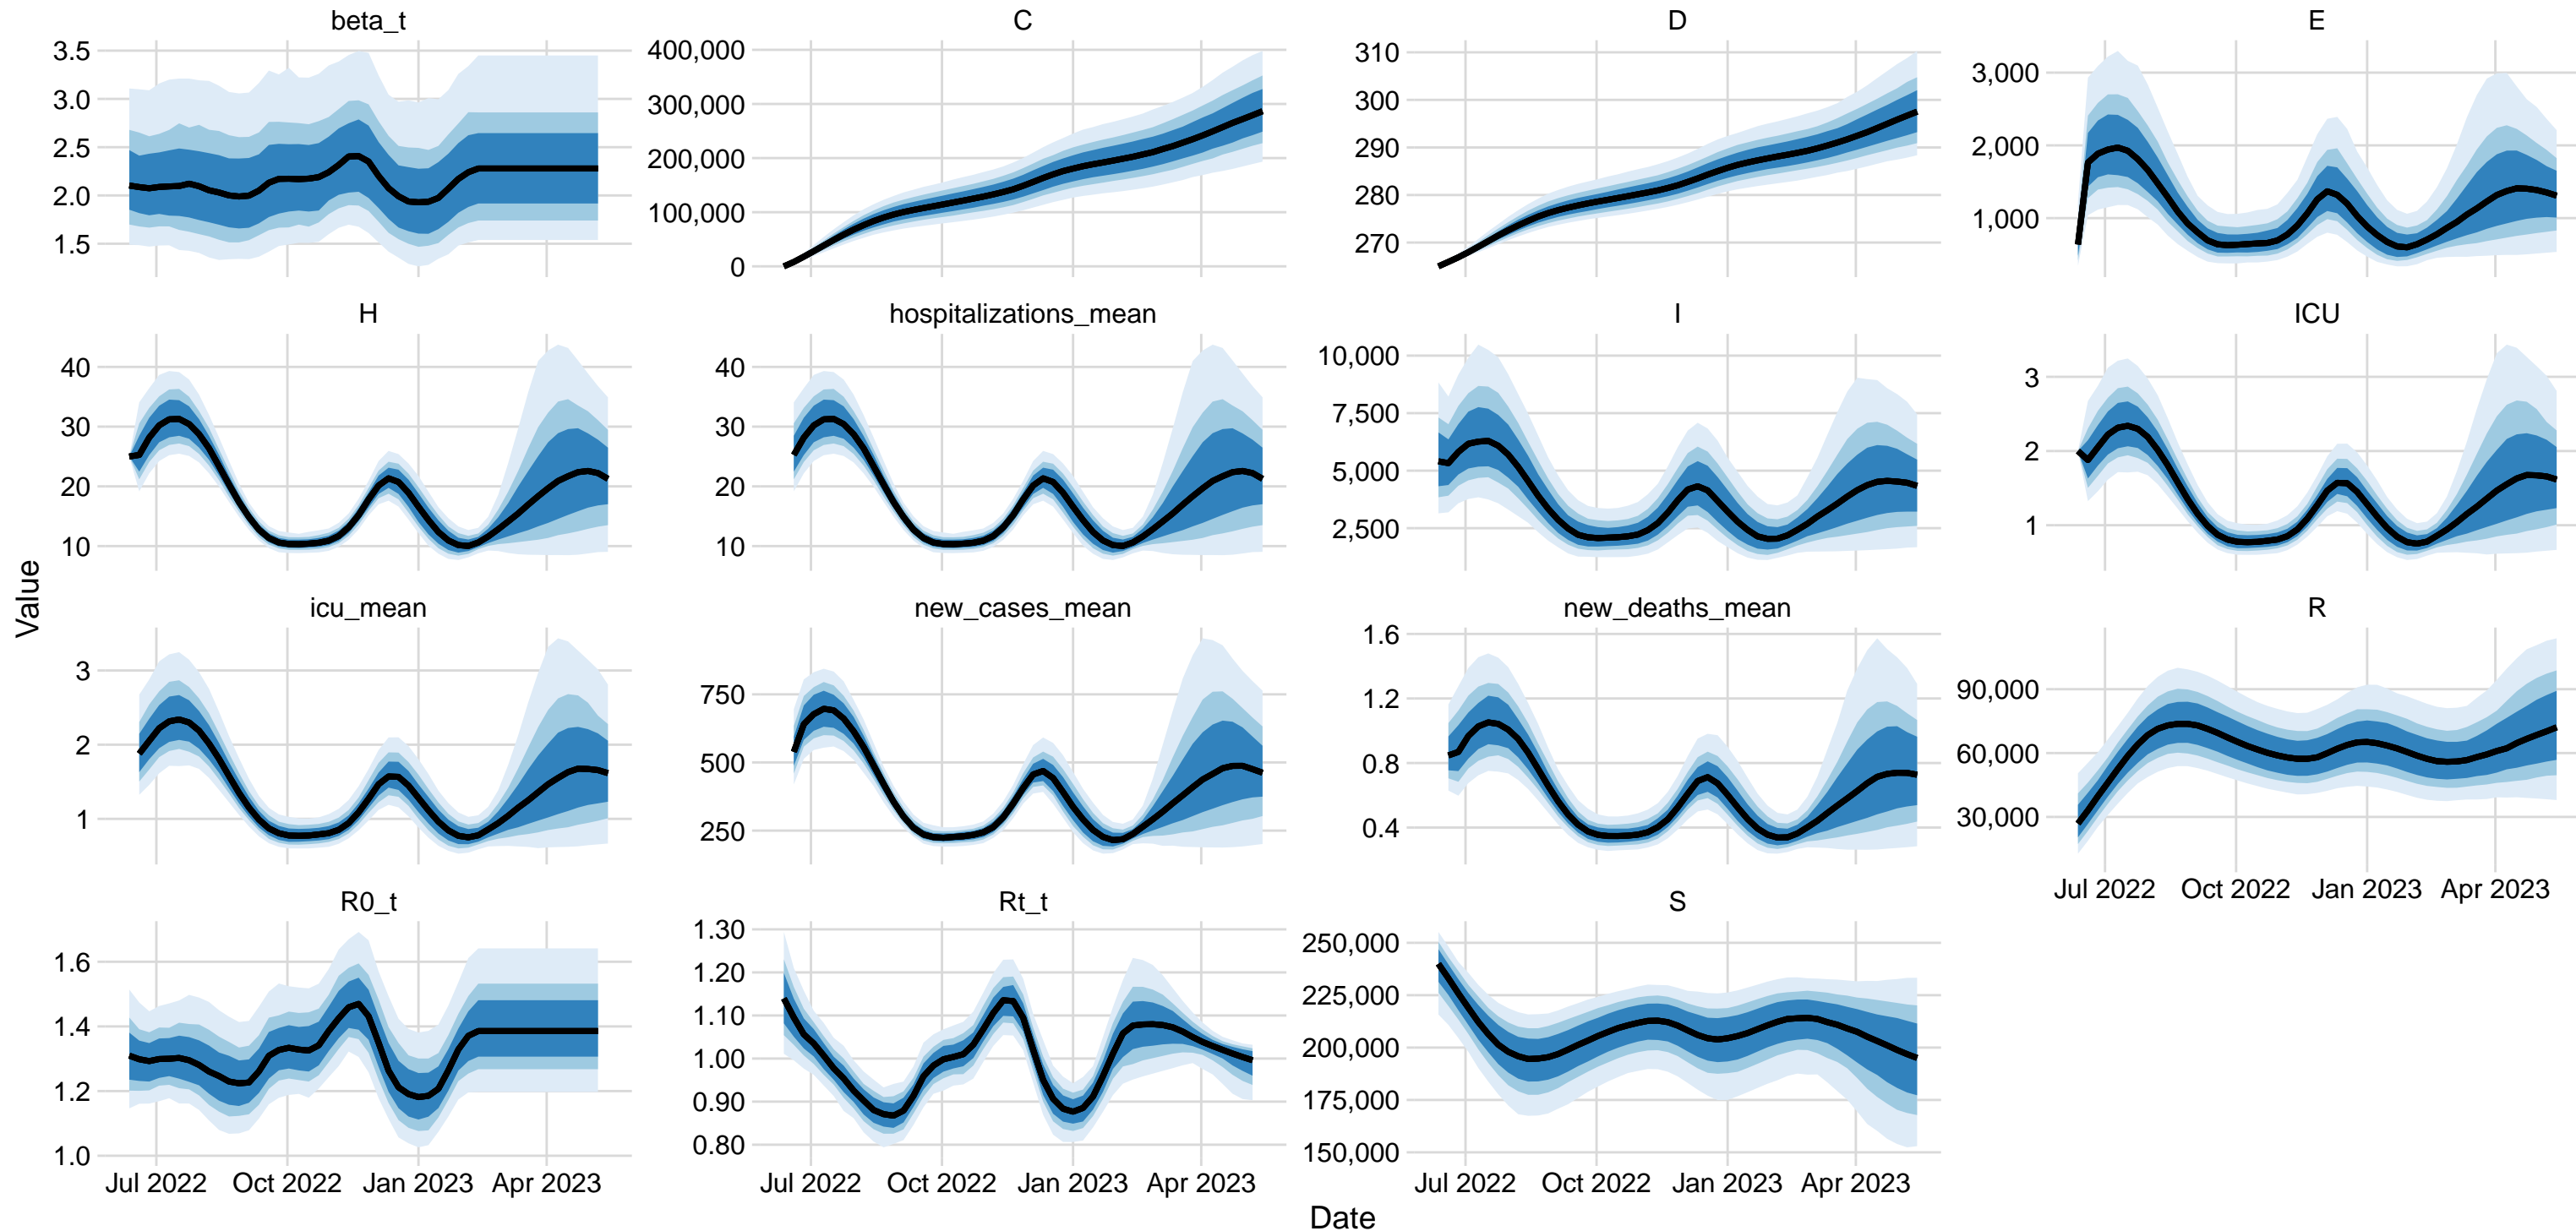 beta_t
C
D
E
3.5
3.0
2.5
2.0
1.5
400,000
300,000
200,000
100,000
0
310
300
290
280
270
3,000
2,000
1,000
H
hospitalizations_mean
I
ICU
40
30
20
10
40
30
20
10
10,000
7,500
5,000
2,500
3
2
1
Value
icu_mean
new_cases_mean
new_deaths_mean
R
3
2
1
750
500
250
1.6
1.2
0.8
0.4
90,000
60,000
30,000
Jul 2022 Oct 2022 Jan 2023 Apr 2023
R0_t
Rt_t
S
1.6
1.4
1.2
1.0
1.30
1.20
1.10
1.00
0.90
0.80
250,000
225,000
200,000
175,000
150,000
Jul 2022 Oct 2022 Jan 2023 Apr 2023
Jul 2022 Oct 2022 Jan 2023 Apr 2023
Jul 2022 Oct 2022 Jan 2023 Apr 2023
Date